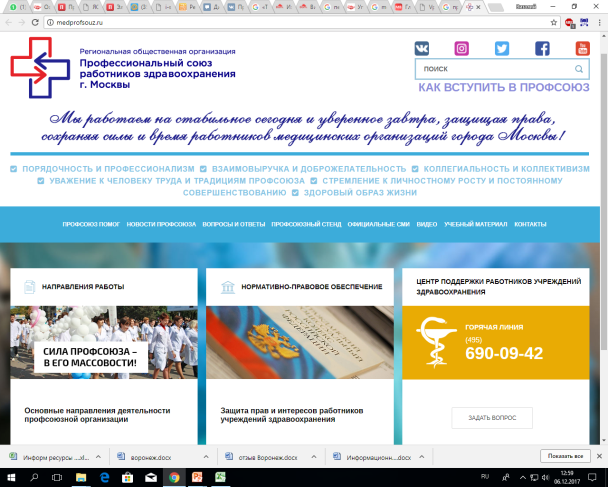 medprofsouz.ru
Региональная общественная организация
Профессиональный союз
работников здравоохранения
г. Москвы
ПОИСК
КАК ВСТУПИТЬ В ПРОФСОЮЗ
Мы работаем на стабильное сегодня и уверенное завтра, защищая права,
сохраняя силы и время работников медицинских организаций города Москвы!
ПОРЯДОЧНОСТЬ И ПРОФЕССИОНАЛИЗМ ВЗАИМОВЫРУЧКА И ДОБРОЖЕЛАТЕЛЬНОСТЬ КОЛЛЕГИАЛЬНОСТЬ И КОЛЛЕКТИВИЗМ
УВАЖЕНИЕ К ЧЕЛОВЕКУ ТРУДА И ТРАДИЦИЯМ ПРОФСОЮЗА СТРЕМЛЕНИЕ К ЛИЧНОСТНОМУ РОСТУ И ПОСТОЯННОМУ
СОВЕРШЕНСТВОВАНИЮ ЗДОРОВЫЙ ОБРАЗ ЖИЗНИ
ПРОФСОЮЗ ПОМОГ НОВОСТИ ПРОФСОЮЗА ВОПРОСЫ И ОТВЕТЫ ПРОФСОЮЗНЫЙ СТЕНД ОФИЦИАЛЬНЫЕ СМИ ВИДЕО УЧЕБНЫЙ МАТЕРИАЛ КОНТАКТЫ
НАПРАВЛЕНИЯ РАБОТЫ
СИЛА ПРОФСОЮЗА –
В ЕГО МАССОВОСТИ!
Основные направления деятельности
профсоюзной организации
НОРМАТИВНО-ПРАВОВОЕ ОБЕСПЕЧЕНИЕ
Защита прав и интересов работников
учреждений здравоохранения
ЦЕНТР ПОДДЕРЖКИ РАБОТНИКОВ УЧРЕЖДЕНИЙ
ЗДРАВООХРАНЕНИЯ
ГОРЯЧАЯ ЛИНИЯ
(495)
690-09-42
ЗАДАТЬ ВОПРОС
Информ ресурсы ....xl... воронеж.docx отзыв Воронеж.docx Информационн....docx Показать все
RU 12:59
06.12.2017